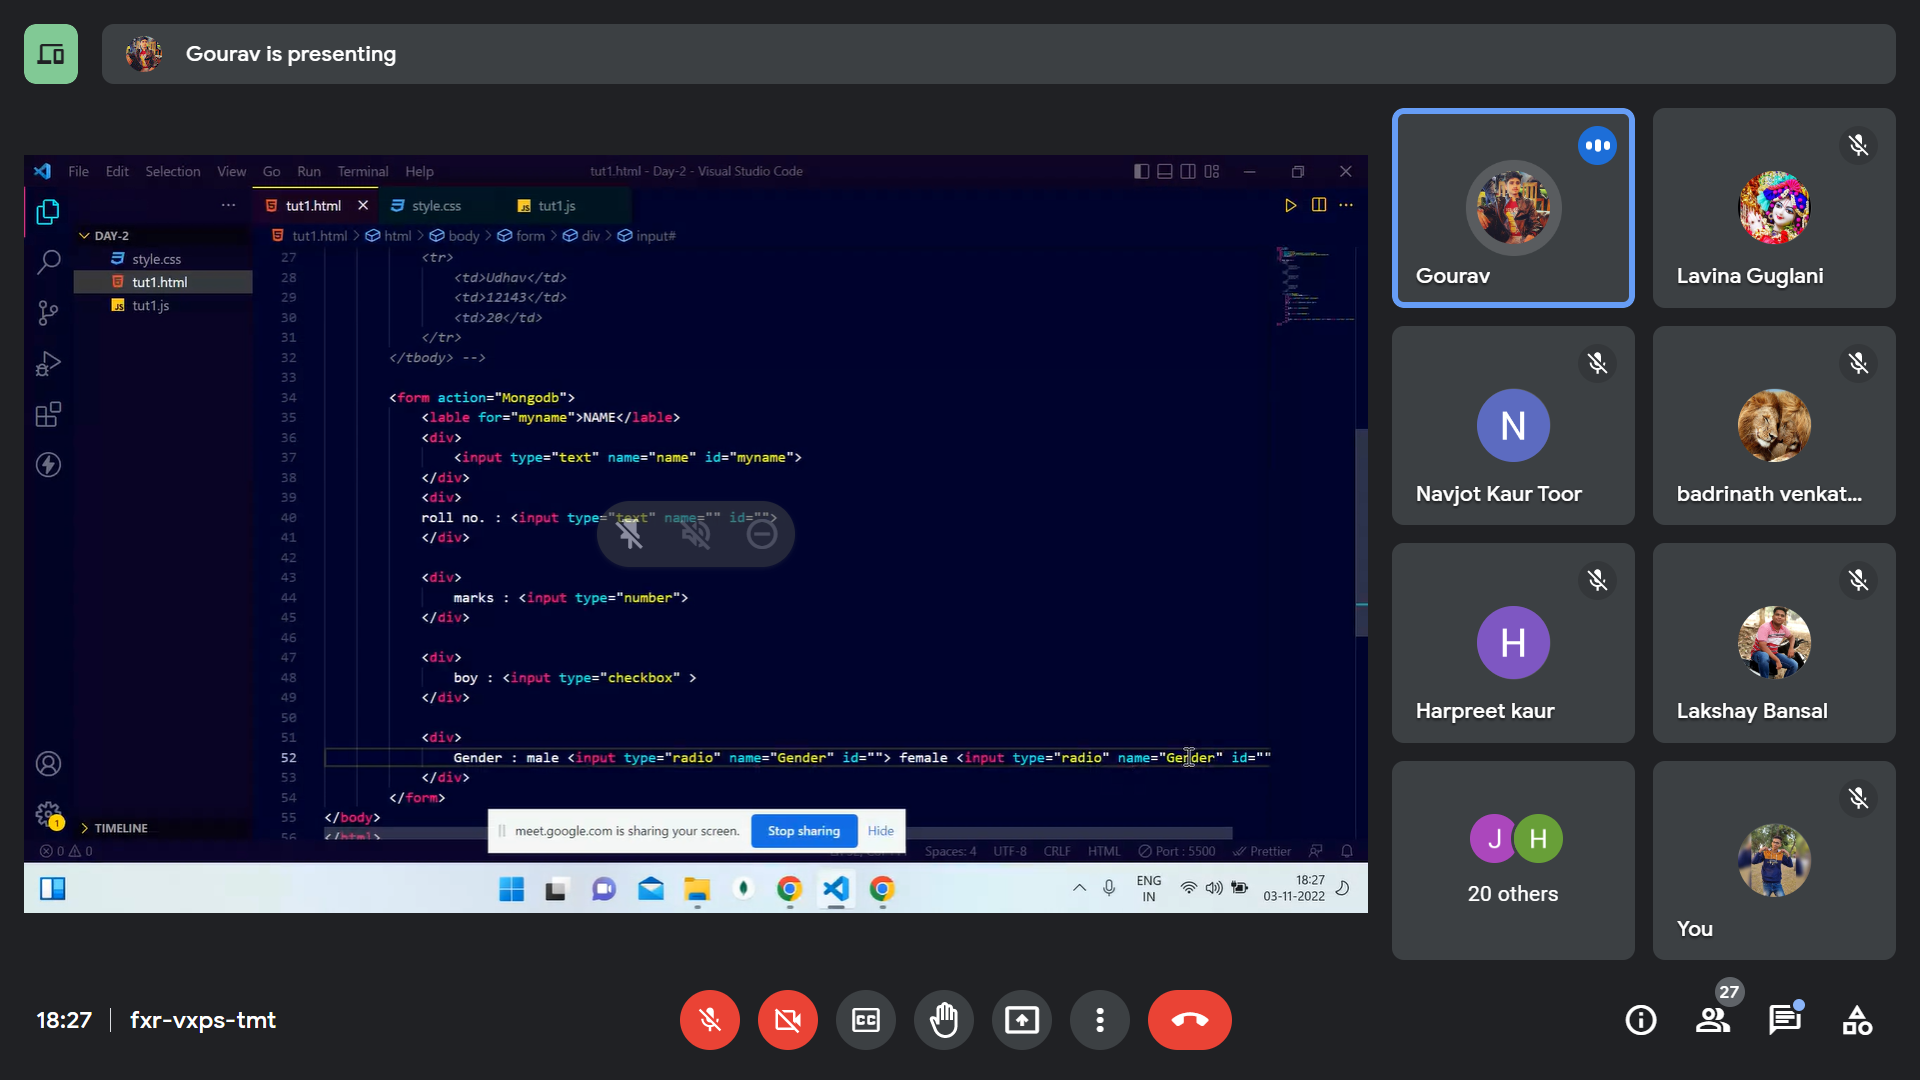 Gourav is presenting
File Edit Selection View Go Run Terminal Help
tut1.html - Day-2 - Visual Studio Code
tut1.html
style.css
tut1.js
DAY-2
style.css
tut1.html
tut1.js
TIMELINE
tut1.html > html > body > form > div > input#
27 <tr>
28 <td>Udhav</td>
29 <td>12143</td>
30 <td>20</td>
31 </tr>
32 </tbody> -->
33
34 <form action="Mongodb">
35 <lable for="myname">NAME</lable>
36 <div>
37 <input type="text" name="name" id="myname">
38 </div>
39 <div>
40 roll no. : <input type="text" name="" id="">
41 </div>
42
43 <div>
44 marks : <input type="number">
45 </div>
46
47 <div>
48 boy : <input type="checkbox" >
49 </div>
50
51 <div>
52 Gender : male <input type="radio" name="Gender" id=""> female <input type="radio" name="Gender" id=""
53 </div>
54 </form>
55 </body>
56 </html>
meet.google.com is sharing your screen. Stop sharing Hide
0 0
Spaces: 4 UTF-8 CRLF HTML Port : 5500 Prettier
1
ENG
IN
18:27
03-11-2022
Gourav
Lavina Guglani
N
Navjot Kaur Toor
badrinath venkat...
H
Harpreet kaur
Lakshay Bansal
J H
20 others
You
18:27 | fxr-vxps-tmt
CC
27